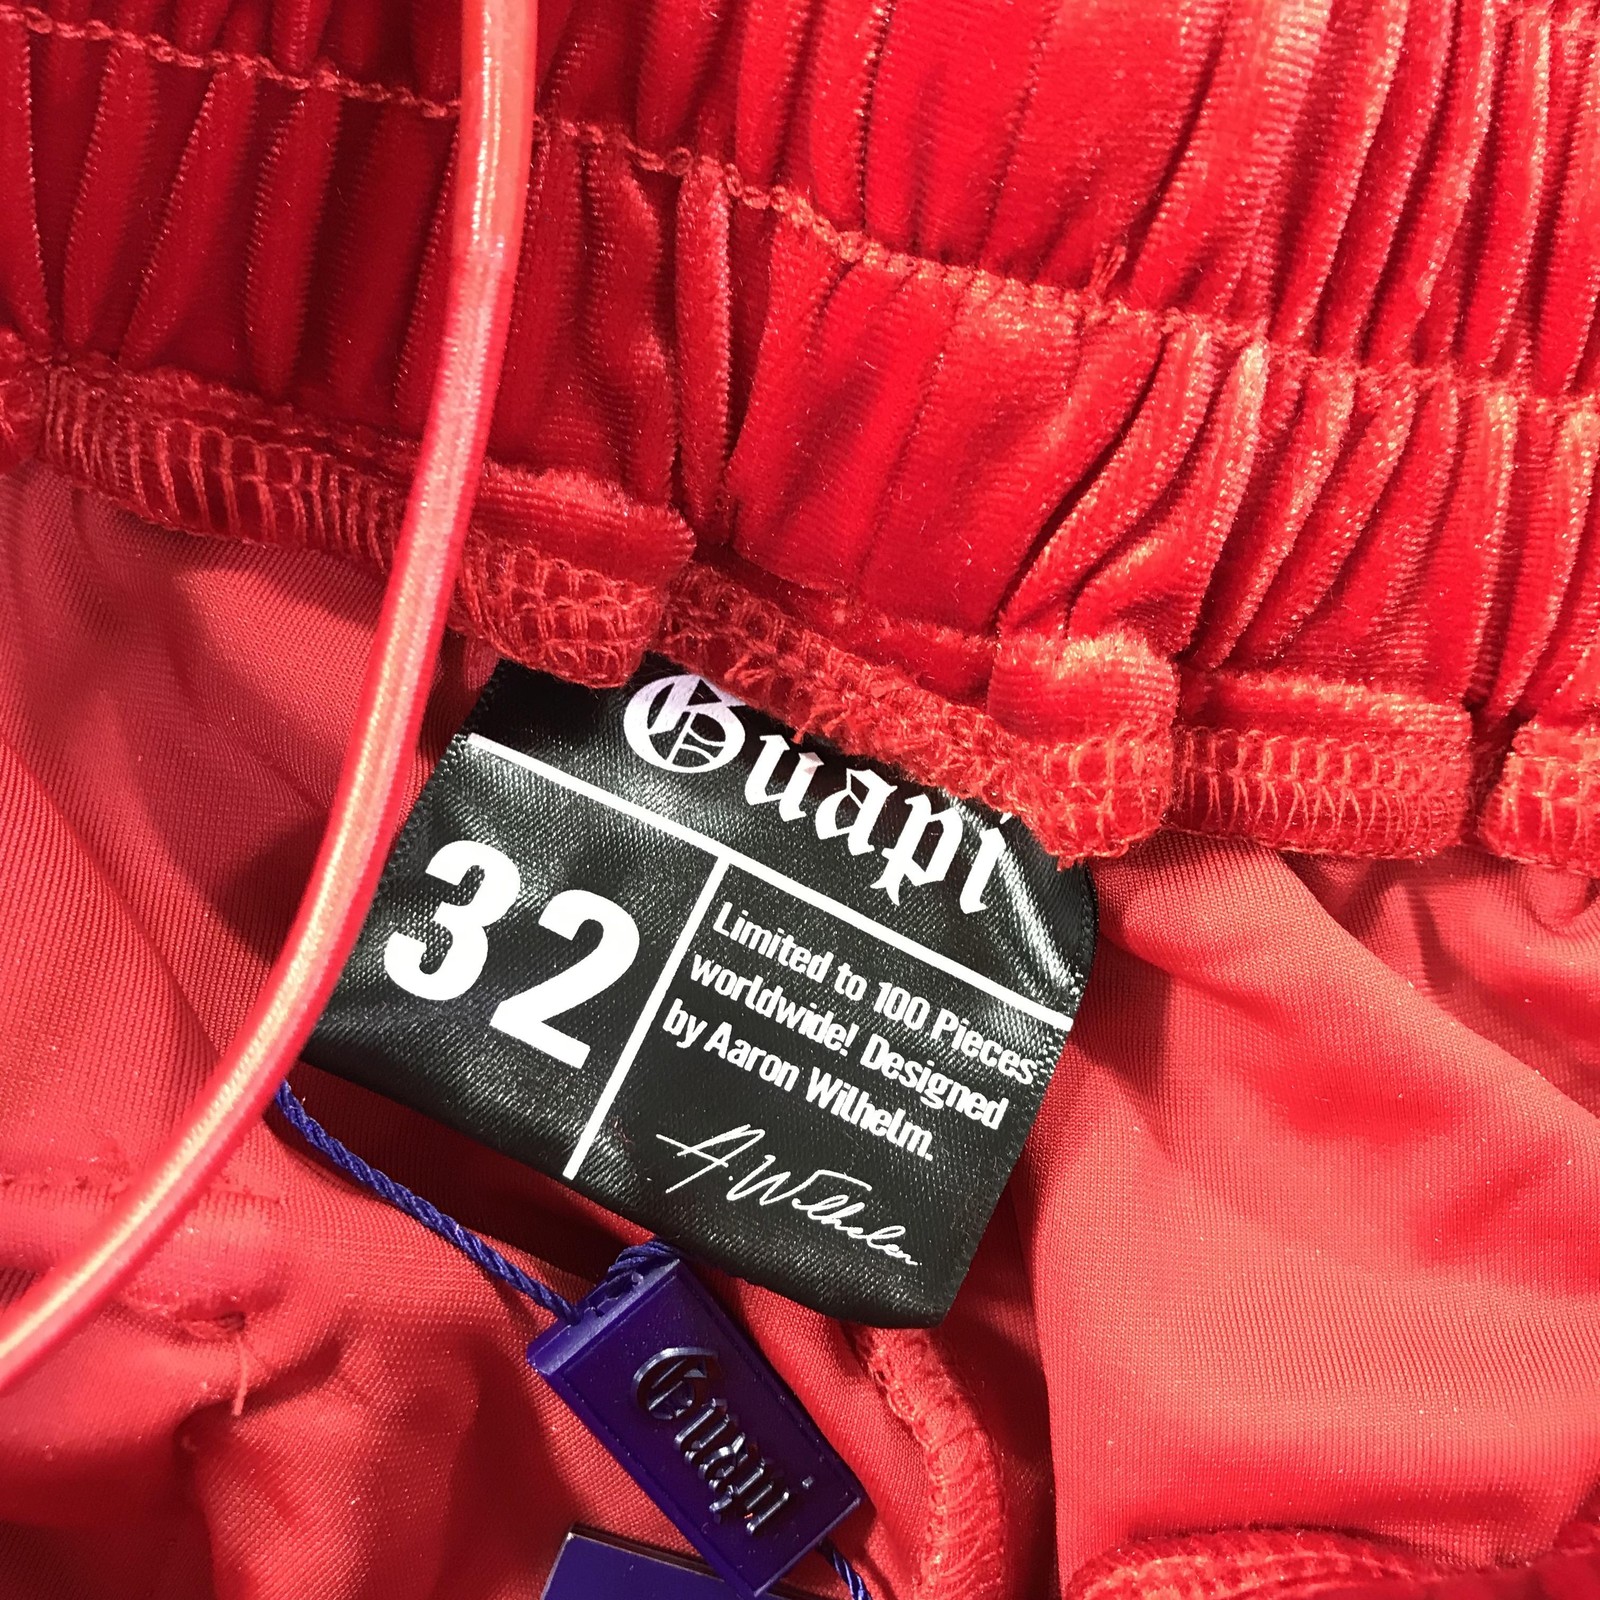 Guapi
32
Limited to 100 Pieces
worldwide! Designed
by Aaron Wilhelm.
A. Wilhelm
Guapi